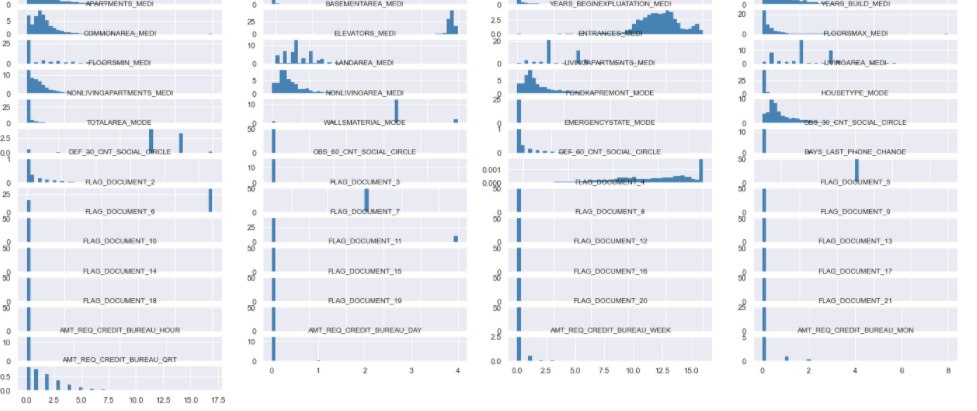 APARTMENTS_MEDI BASEMENTAREA_MEDI YEARS_BEGINEXPLUATATION_MEDI YEARS_BUILD_MEDI
COMMONAREA_MEDI ELEVATORS_MEDI ENTRANCES_MEDI FLOORSMAX_MEDI
FLOORSMIN_MEDI LANDAREA_MEDI LIVINGAPARTMENTS_MEDI LIVINGAREA_MEDI
NONLIVINGAPARTMENTS_MEDI NONLIVINGAREA_MEDI FONDKAPREMONT_MODE HOUSETYPE_MODE
TOTALAREA_MODE WALLSMATERIAL_MODE EMERGENCYSTATE_MODE OBS_30_CNT_SOCIAL_CIRCLE
DEF_30_CNT_SOCIAL_CIRCLE OBS_60_CNT_SOCIAL_CIRCLE DEF_60_CNT_SOCIAL_CIRCLE DAYS_LAST_PHONE_CHANGE
FLAG_DOCUMENT_2 FLAG_DOCUMENT_3 FLAG_DOCUMENT_4 FLAG_DOCUMENT_5
FLAG_DOCUMENT_6 FLAG_DOCUMENT_7 FLAG_DOCUMENT_8 FLAG_DOCUMENT_9
FLAG_DOCUMENT_10 FLAG_DOCUMENT_11 FLAG_DOCUMENT_12 FLAG_DOCUMENT_13
FLAG_DOCUMENT_14 FLAG_DOCUMENT_15 FLAG_DOCUMENT_16 FLAG_DOCUMENT_17
FLAG_DOCUMENT_18 FLAG_DOCUMENT_19 FLAG_DOCUMENT_20 FLAG_DOCUMENT_21
AMT_REQ_CREDIT_BUREAU_HOUR AMT_REQ_CREDIT_BUREAU_DAY AMT_REQ_CREDIT_BUREAU_WEEK AMT_REQ_CREDIT_BUREAU_MON
AMT_REQ_CREDIT_BUREAU_QRT
0 1 2 3 4 0.0 2.5 5.0 7.5 10.0 12.5 15.0 0 2 4 6 8
0.0 2.5 5.0 7.5 10.0 12.5 15.0 17.5